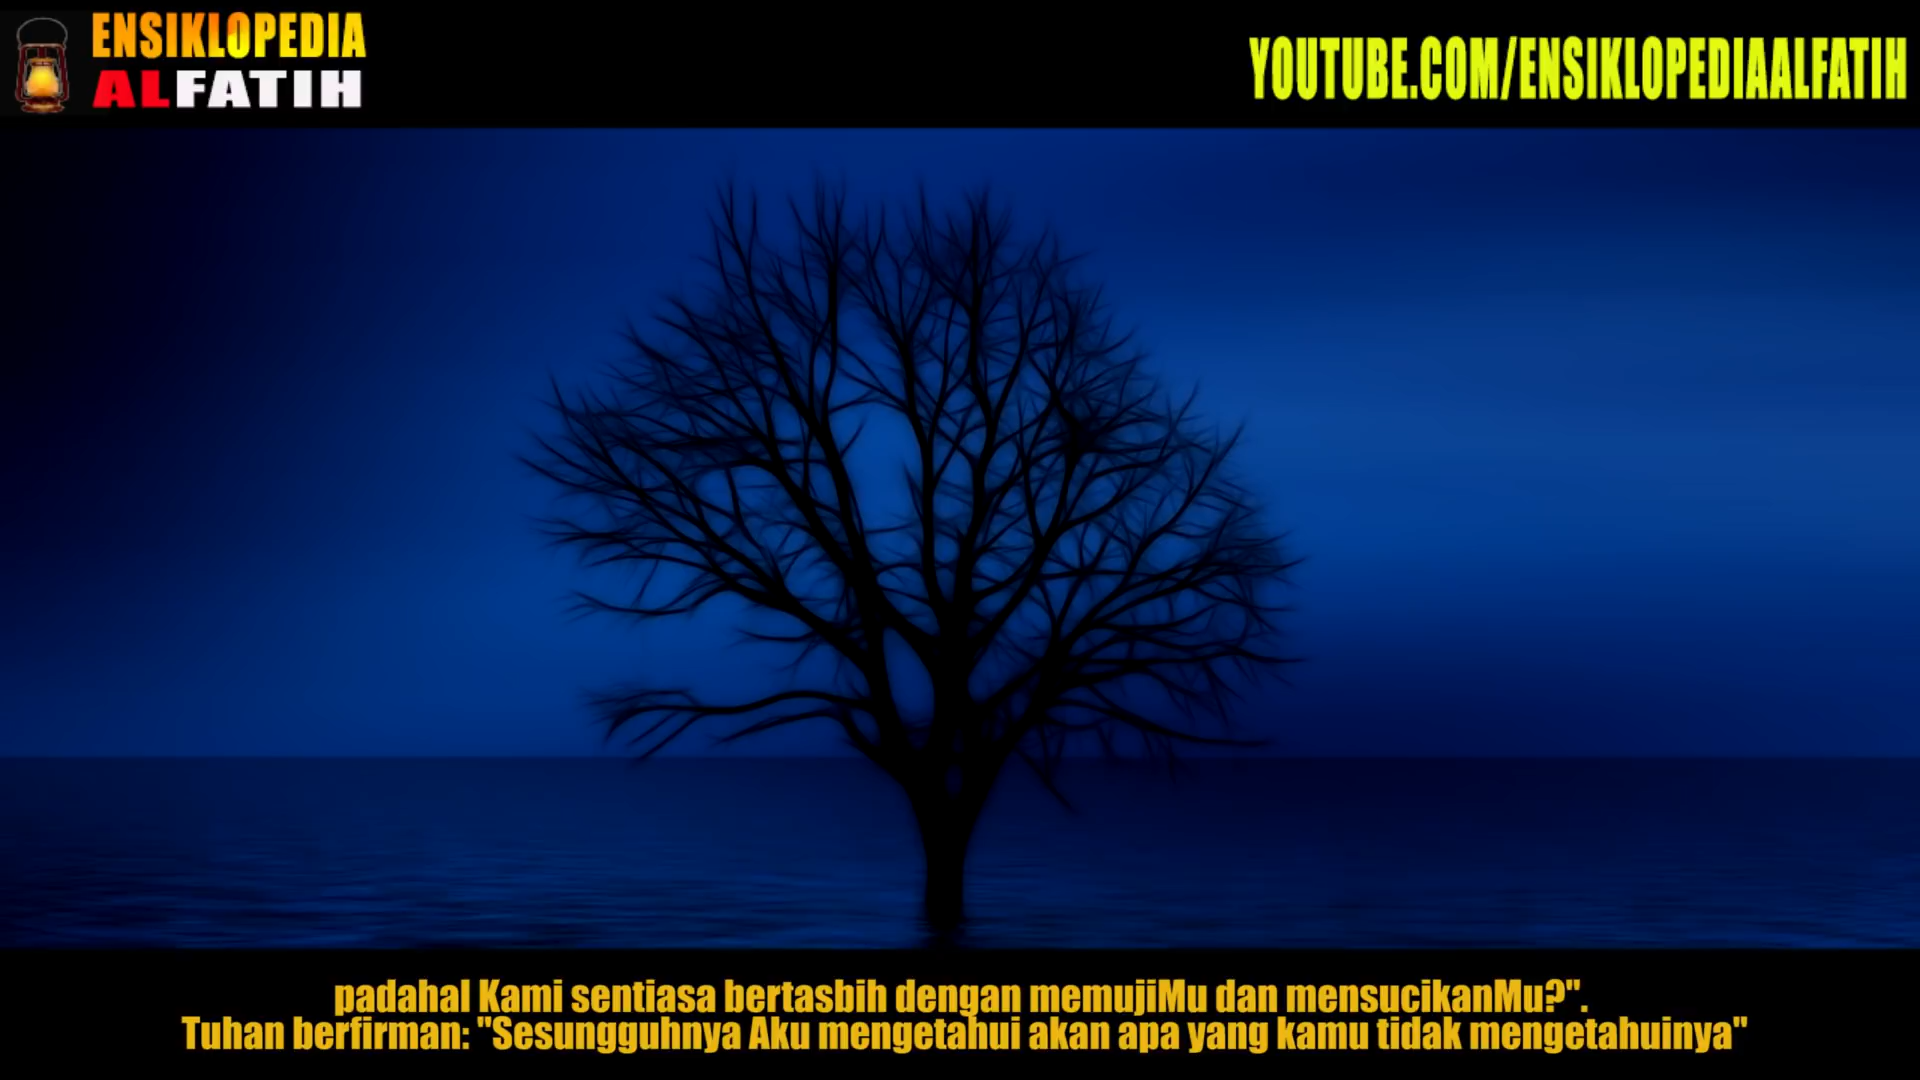 ENSIKLOPEDIA
ALFATIH
YOUTUBE.COM/ENSIKLOPEDIAALFATIH
padahal Kami sentiasa bertasbih dengan memujiMu dan mensucikanMu?".
Tuhan berfirman: "Sesungguhnya Aku mengetahui akan apa yang kamu tidak mengetahuinya"